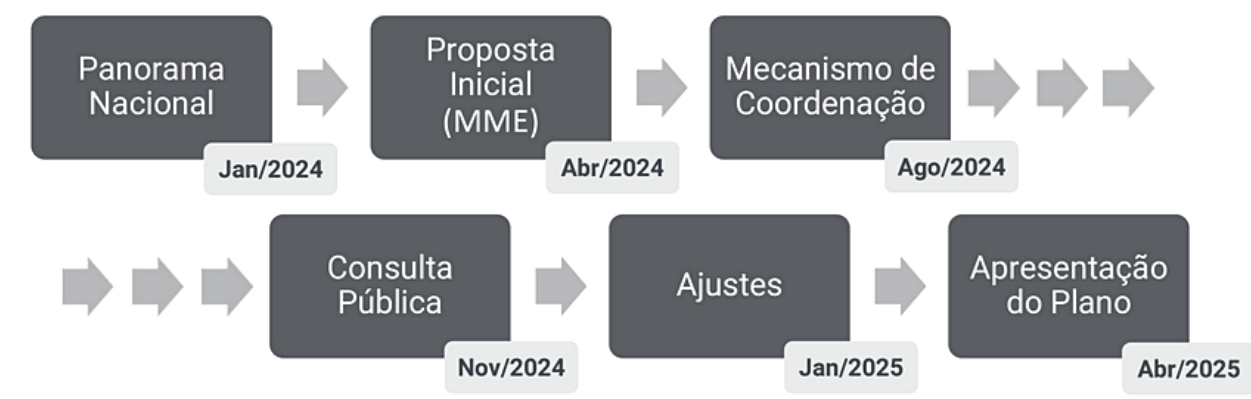 Panorama
Nacional
Jan/2024
Proposta
Inicial
(MME)
Abr/2024
Mecanismo de
Coordenação
Ago/2024
Consulta
Pública
Nov/2024
Ajustes
Jan/2025
Apresentação
do Plano
Abr/2025